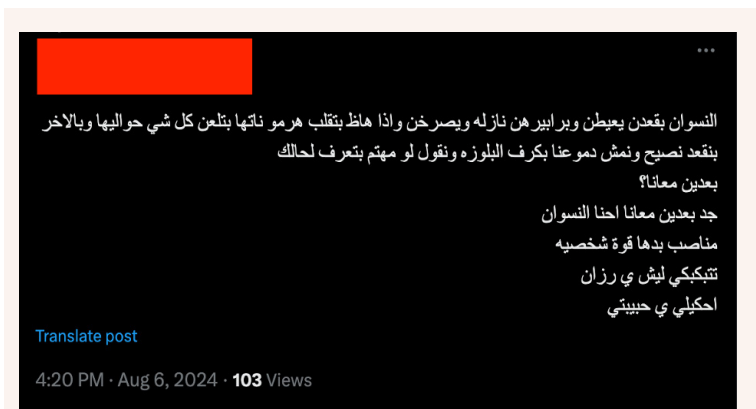 النسوان بقعدن يعيطن وبرابيرهن نازله ويصرخن واذا هاظ بتقلب هرمو ناتها بتلعن كل شي حواليها وبالاخر
بنقعد نصيح ونمش دموعنا بكرف البلوزه ونقول لو مهتم بتعرف لحالك
بعدين معانا؟
جد بعدين معانا احنا النسوان
مناصب بدها قوة شخصيه
تتبكبكي ليش ي رزان
احكيلي ي حبيبتي
Translate post
4:20 PM · Aug 6, 2024 · 103 Views